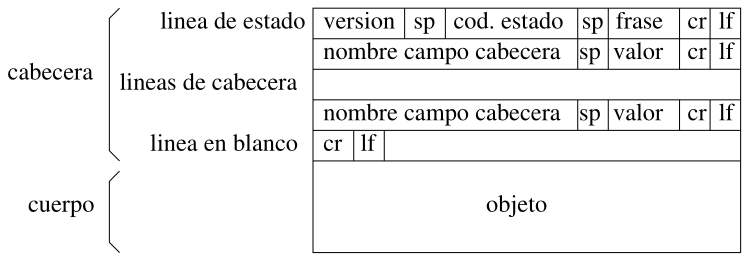 linea de estado version sp cod. estado sp frase cr lf
nombre campo cabecera sp valor cr lf
cabecera
lineas de cabecera
nombre campo cabecera sp valor cr lf
linea en blanco cr lf
cuerpo objeto